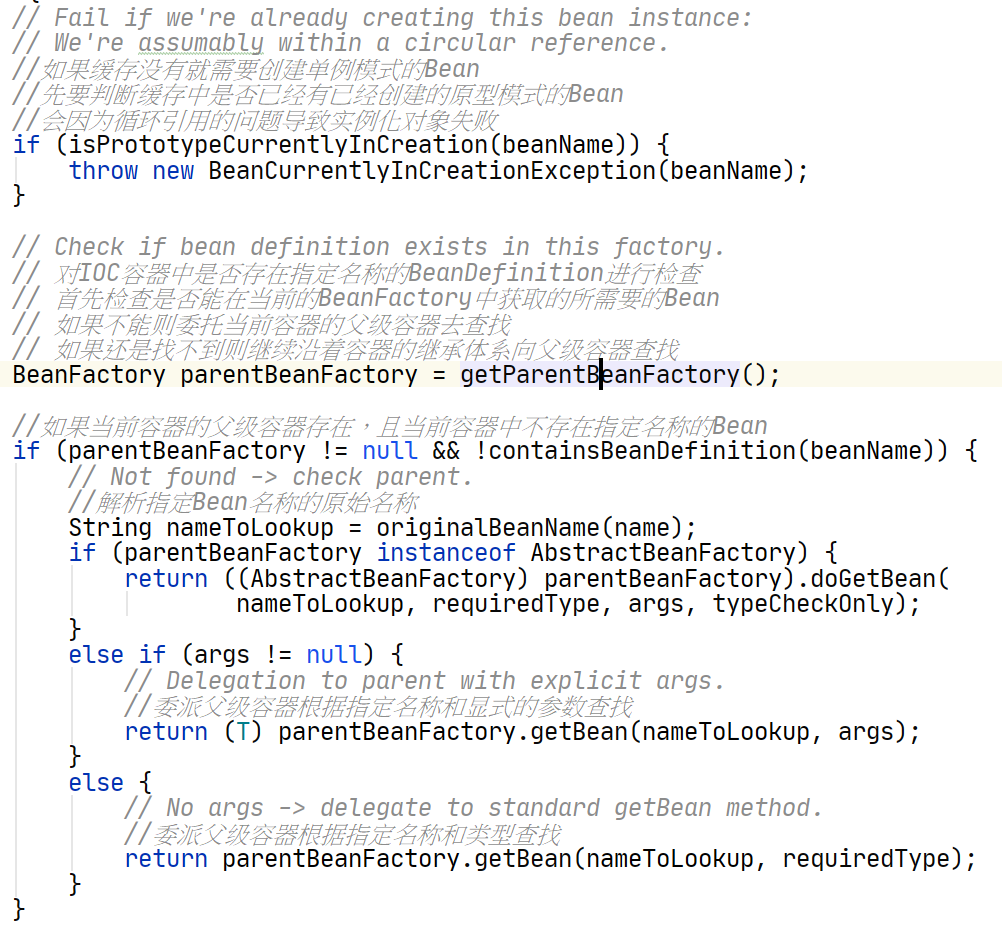 // Fail if we're already creating this bean instance:
// We're assumably within a circular reference.
//如果缓存没有就需要创建单例模式的Bean
//先要判断缓存中是否已经有已经创建的原型模式的Bean
//会因为循环引用的问题导致实例化对象失败
if (isPrototypeCurrentlyInCreation(beanName)) {
    throw new BeanCurrentlyInCreationException(beanName);
}

// Check if bean definition exists in this factory.
// 对IOC容器中是否存在指定名称的BeanDefinition进行检查
// 首先检查是否能在当前的BeanFactory中获取的所需要的Bean
// 如果不能则委托当前容器的父级容器去查找
// 如果还是找不到则继续沿着容器的继承体系向父级容器查找
BeanFactory parentBeanFactory = getParentBeanFactory();

//如果当前容器的父级容器存在，且当前容器中不存在指定名称的Bean
if (parentBeanFactory != null && !containsBeanDefinition(beanName)) {
    // Not found -> check parent.
    //解析指定Bean名称的原始名称
    String nameToLookup = originalBeanName(name);
    if (parentBeanFactory instanceof AbstractBeanFactory) {
        return ((AbstractBeanFactory) parentBeanFactory).doGetBean(
                nameToLookup, requiredType, args, typeCheckOnly);
    }
    else if (args != null) {
        // Delegation to parent with explicit args.
        //委派父级容器根据指定名称和显式的参数查找
        return (T) parentBeanFactory.getBean(nameToLookup, args);
    }
    else {
        // No args -> delegate to standard getBean method.
        //委派父级容器根据指定名称和类型查找
        return parentBeanFactory.getBean(nameToLookup, requiredType);
    }
}